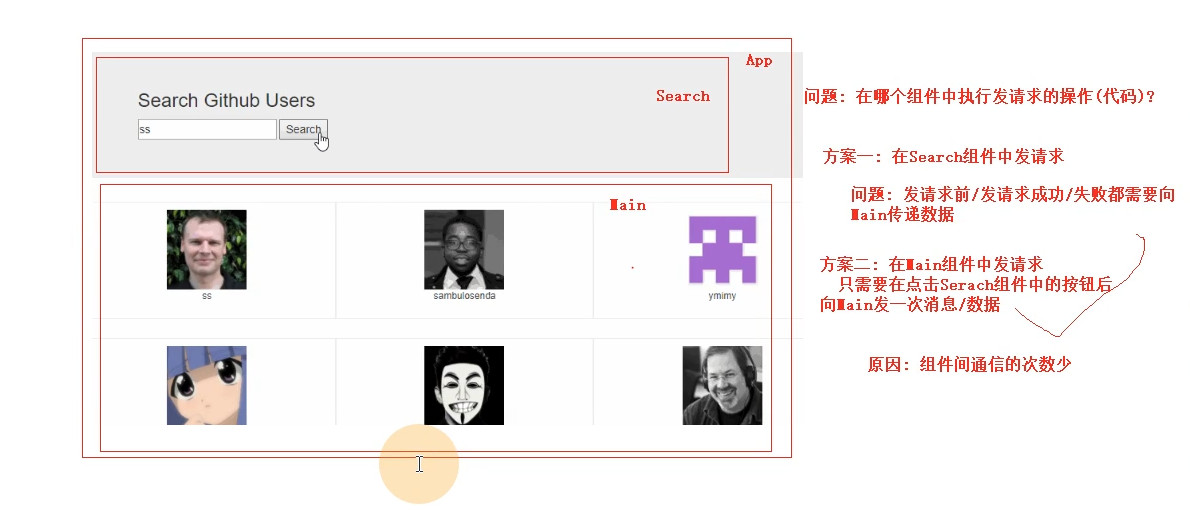 App
Search Github Users
Search
ss
Search
问题: 在哪个组件中执行发请求的操作(代码)?
方案一: 在Search组件中发请求
问题: 发请求前/发请求成功/失败都需要向
Main传递数据
Main
ss
sambulosenda
ymimy
方案二: 在Main组件中发请求
只需要在点击Serach组件中的按钮后
向Main发一次消息/数据
原因: 组件间通信的次数少